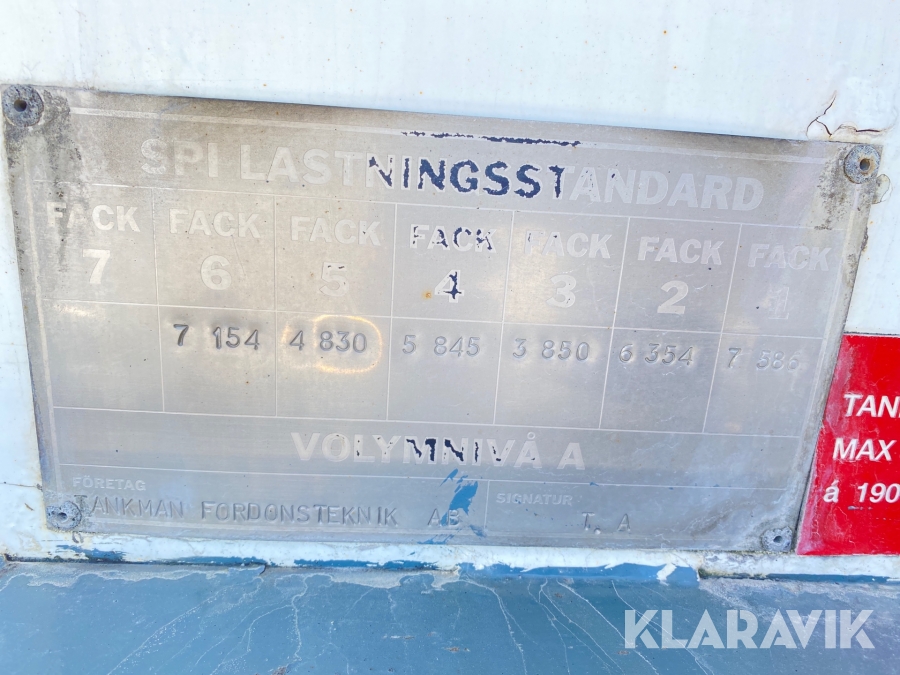 SPI LASTNINGSSTANDARD
FACK FACK FACK FACK FACK FACK FACK
7 6 5 4 3 2 1
7 154 4 830 5 845 3 850 6 354 7 586
VOLYMNIVÅ A
FÖRETAG SIGNATUR
TANKMAN FORDONSTEKNIK AB T. A
MAX
á 190
KLARAVIK